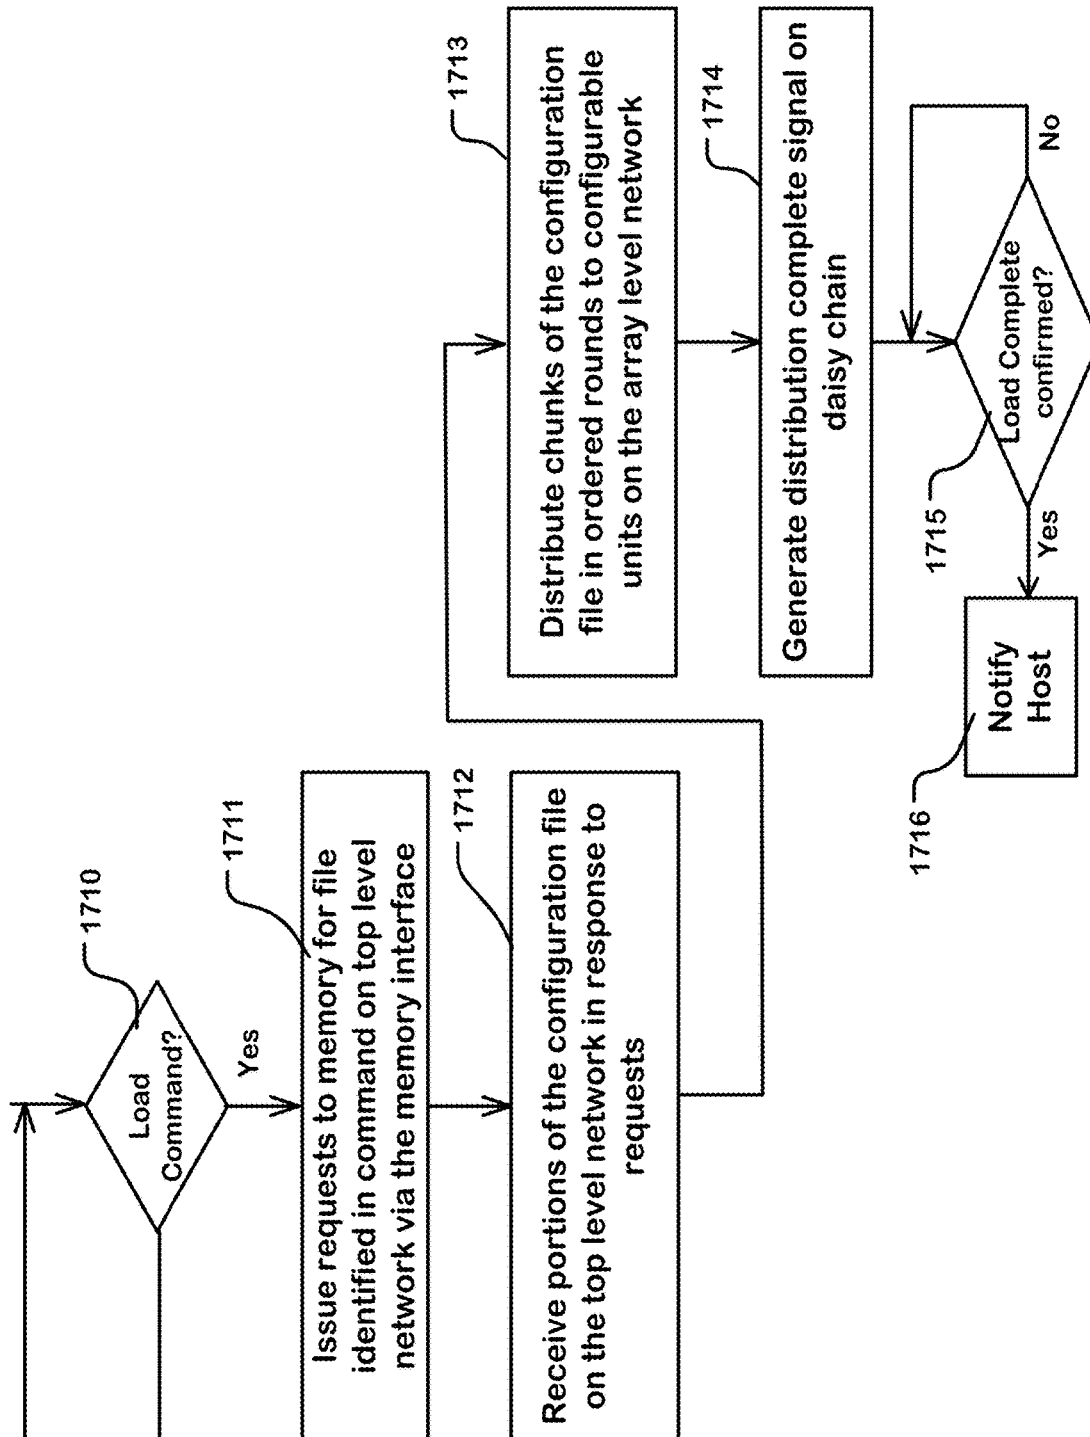 1710
Load
Command?
Yes
1711
Issue requests to memory for file
identified in command on top level
network via the memory interface
1712
Receive portions of the configuration file
on the top level network in response to
requests
1713
Distribute chunks of the configuration
file in ordered rounds to configurable
units on the array level network
1714
Generate distribution complete signal on
daisy chain
1715
Load Complete
confirmed?
No
Yes
1716
Notify
Host